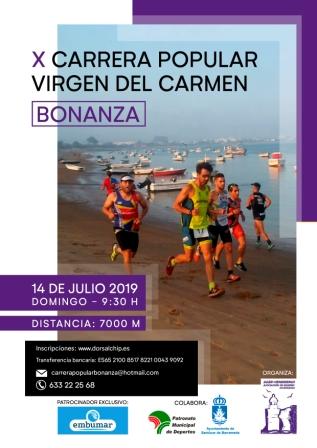 X CARRERA POPULAR
VIRGEN DEL CARMEN
BONANZA
14 DE JULIO 2019
DOMINGO - 9:30 H
DISTANCIA: 7000 M
Inscripciones: www.dorsalchip.es
Transferencia bancaria: ES65 2100 8517 8221 0043 9092
carrerapopularbonanza@hotmail.com
633 22 25 68
ORGANIZA:
PATROCINADOR EXCLUSIVO:
COLABORA:
embumar
Patronato
Municipal
de Deportes